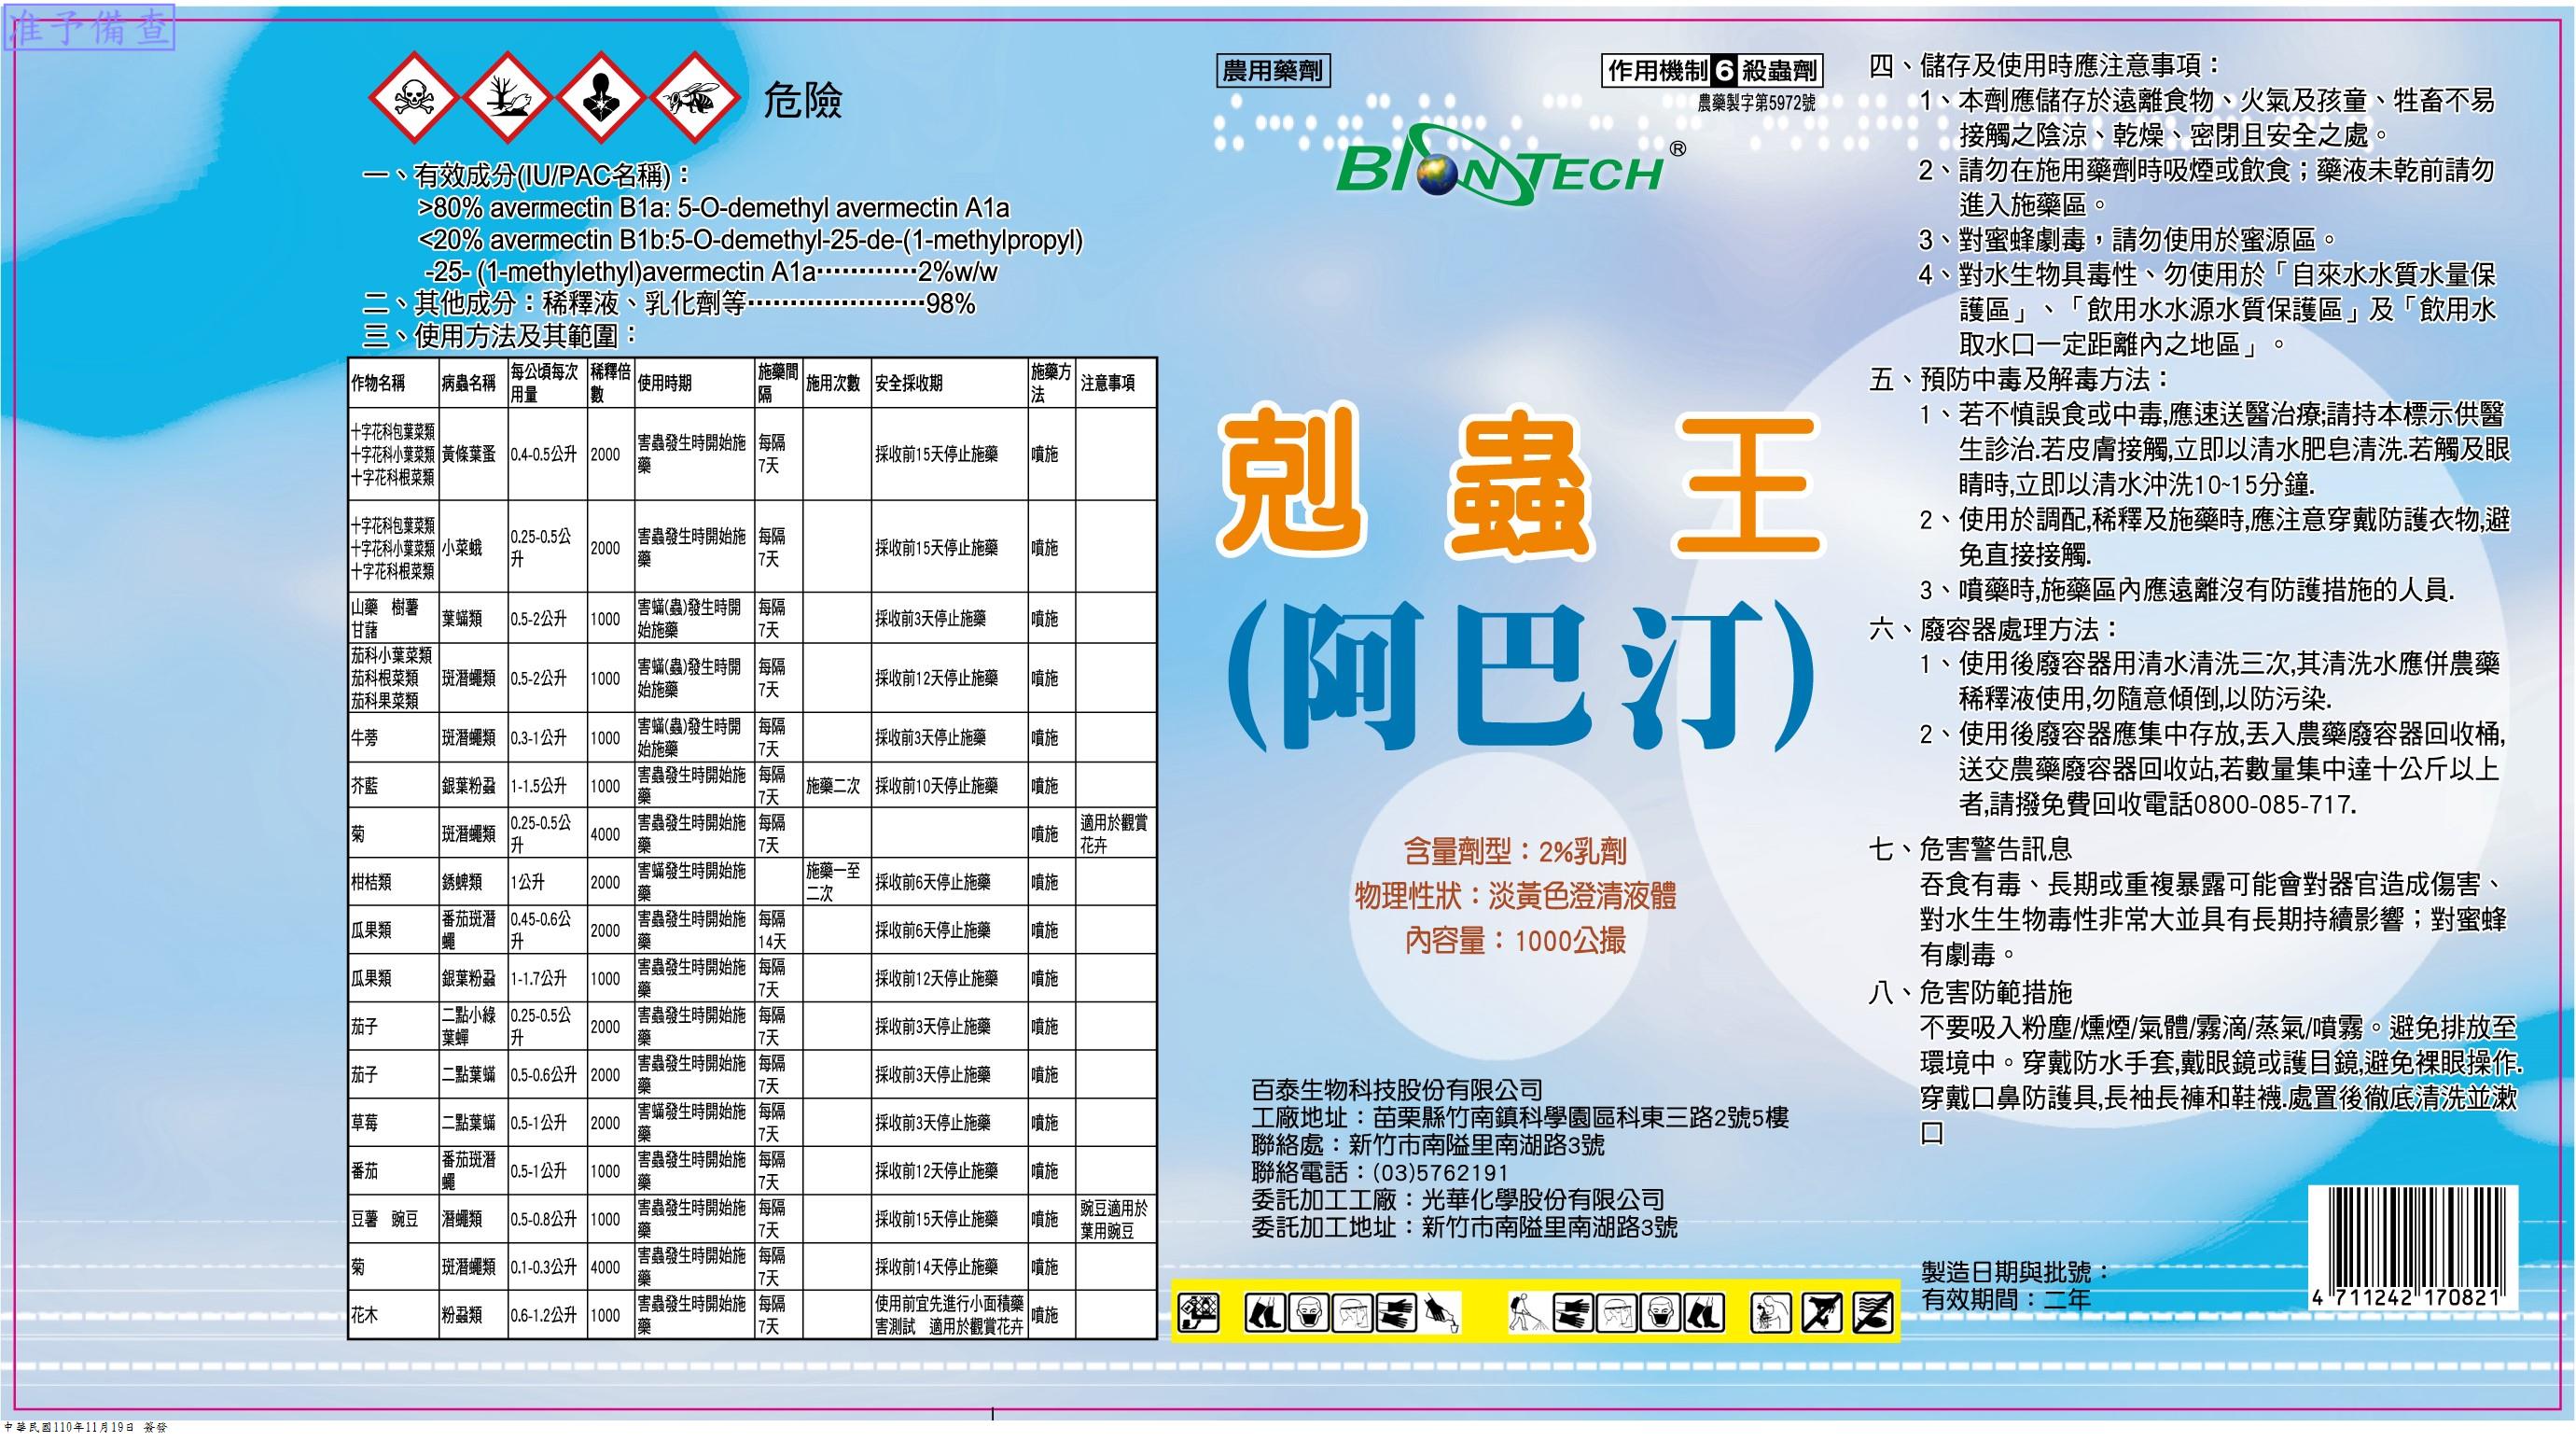 准予備查
危險
一、有效成分(IU/PAC名稱)：
>80% avermectin B1a: 5-O-demethyl avermectin A1a
<20% avermectin B1b:5-O-demethyl-25-de-(1-methylpropyl)
-25- (1-methylethyl)avermectin A1a⋯⋯⋯⋯2%w/w
二、其他成分：稀釋液、乳化劑等⋯⋯⋯⋯⋯⋯⋯98%
三、使用方法及其範圍：
作物名稱 病蟲名稱 每公頃每次用量 稀釋倍數 使用時期 施藥間隔 施用次數 安全採收期 施藥方法 注意事項
十字花科包葉菜類 十字花科小葉菜類 十字花科根菜類 黃條葉蚤 0.4-0.5公升 2000 害蟲發生時開始施藥 每隔7天 採收前15天停止施藥 噴施
十字花科包葉菜類 十字花科小葉菜類 十字花科根菜類 小菜蛾 0.25-0.5公升 2000 害蟲發生時開始施藥 每隔7天 採收前15天停止施藥 噴施
山藥 樹薯 甘藷 葉蟎類 0.5-2公升 1000 害蟎(蟲)發生時開始施藥 每隔7天 採收前3天停止施藥 噴施
茄科小葉菜類 茄科根菜類 茄科果菜類 斑潛蠅類 0.5-2公升 1000 害蟎(蟲)發生時開始施藥 每隔7天 採收前12天停止施藥 噴施
牛蒡 斑潛蠅類 0.3-1公升 1000 害蟎(蟲)發生時開始施藥 每隔7天 採收前3天停止施藥 噴施
芥藍 銀葉粉蝨 1-1.5公升 1000 害蟲發生時開始施藥 每隔7天 施藥二次 採收前10天停止施藥 噴施
菊 斑潛蠅類 0.25-0.5公升 4000 害蟲發生時開始施藥 每隔7天 噴施 適用於觀賞花卉
柑桔類 銹蜱類 1公升 2000 害蟎發生時開始施藥 施藥一至二次 採收前6天停止施藥 噴施
瓜果類 番茄斑潛蠅 0.45-0.6公升 2000 害蟲發生時開始施藥 每隔14天 採收前6天停止施藥 噴施
瓜果類 銀葉粉蝨 1-1.7公升 1000 害蟲發生時開始施藥 每隔7天 採收前12天停止施藥 噴施
茄子 二點小綠葉蟬 0.25-0.5公升 2000 害蟲發生時開始施藥 每隔7天 採收前3天停止施藥 噴施
茄子 二點葉蟎 0.5-0.6公升 2000 害蟲發生時開始施藥 每隔7天 採收前3天停止施藥 噴施
草莓 二點葉蟎 0.5-1公升 2000 害蟎發生時開始施藥 每隔7天 採收前3天停止施藥 噴施
番茄 番茄斑潛蠅 0.5-1公升 1000 害蟲發生時開始施藥 每隔7天 採收前12天停止施藥 噴施
豆薯 豌豆 潛蠅類 0.5-0.8公升 1000 害蟲發生時開始施藥 每隔7天 採收前15天停止施藥 噴施 豌豆適用於葉用豌豆
菊 斑潛蠅類 0.1-0.3公升 4000 害蟲發生時開始施藥 每隔7天 採收前14天停止施藥 噴施
花木 粉蝨類 0.6-1.2公升 1000 害蟲發生時開始施藥 每隔7天 使用前宜先進行小面積藥害測試 適用於觀賞花卉 噴施
農用藥劑
作用機制6殺蟲劑
農藥製字第5972號
BIONTECH®
剋蟲王
(阿巴汀)
含量劑型：2%乳劑
物理性狀：淡黃色澄清液體
內容量：1000公撮
百泰生物科技股份有限公司
工廠地址：苗栗縣竹南鎮科學園區科東三路2號5樓
聯絡處：新竹市南隘里南湖路3號
聯絡電話：(03)5762191
委託加工工廠：光華化學股份有限公司
委託加工地址：新竹市南隘里南湖路3號
四、儲存及使用時應注意事項：
1、本劑應儲存於遠離食物、火氣及孩童、牲畜不易
接觸之陰涼、乾燥、密閉且安全之處。
2、請勿在施用藥劑時吸煙或飲食；藥液未乾前請勿
進入施藥區。
3、對蜜蜂劇毒，請勿使用於蜜源區。
4、對水生物具毒性、勿使用於「自來水水質水量保
護區」、「飲用水水源水質保護區」及「飲用水
取水口一定距離內之地區」。
五、預防中毒及解毒方法：
1、若不慎誤食或中毒,應速送醫治療;請持本標示供醫
生診治.若皮膚接觸,立即以清水肥皂清洗.若觸及眼
睛時,立即以清水沖洗10~15分鐘.
2、使用於調配,稀釋及施藥時,應注意穿戴防護衣物,避
免直接接觸.
3、噴藥時,施藥區內應遠離沒有防護措施的人員.
六、廢容器處理方法：
1、使用後廢容器用清水清洗三次,其清洗水應併農藥
稀釋液使用,勿隨意傾倒,以防污染.
2、使用後廢容器應集中存放,丟入農藥廢容器回收桶,
送交農藥廢容器回收站,若數量集中達十公斤以上
者,請撥免費回收電話0800-085-717.
七、危害警告訊息
吞食有毒、長期或重複暴露可能會對器官造成傷害、
對水生生物毒性非常大並具有長期持續影響；對蜜蜂
有劇毒。
八、危害防範措施
不要吸入粉塵/燻煙/氣體/霧滴/蒸氣/噴霧。避免排放至
環境中。穿戴防水手套,戴眼鏡或護目鏡,避免裸眼操作.
穿戴口鼻防護具,長袖長褲和鞋襪.處置後徹底清洗並漱
口
製造日期與批號：
有效期間：二年
4 711242 170821
中華民國110年11月19日 簽發